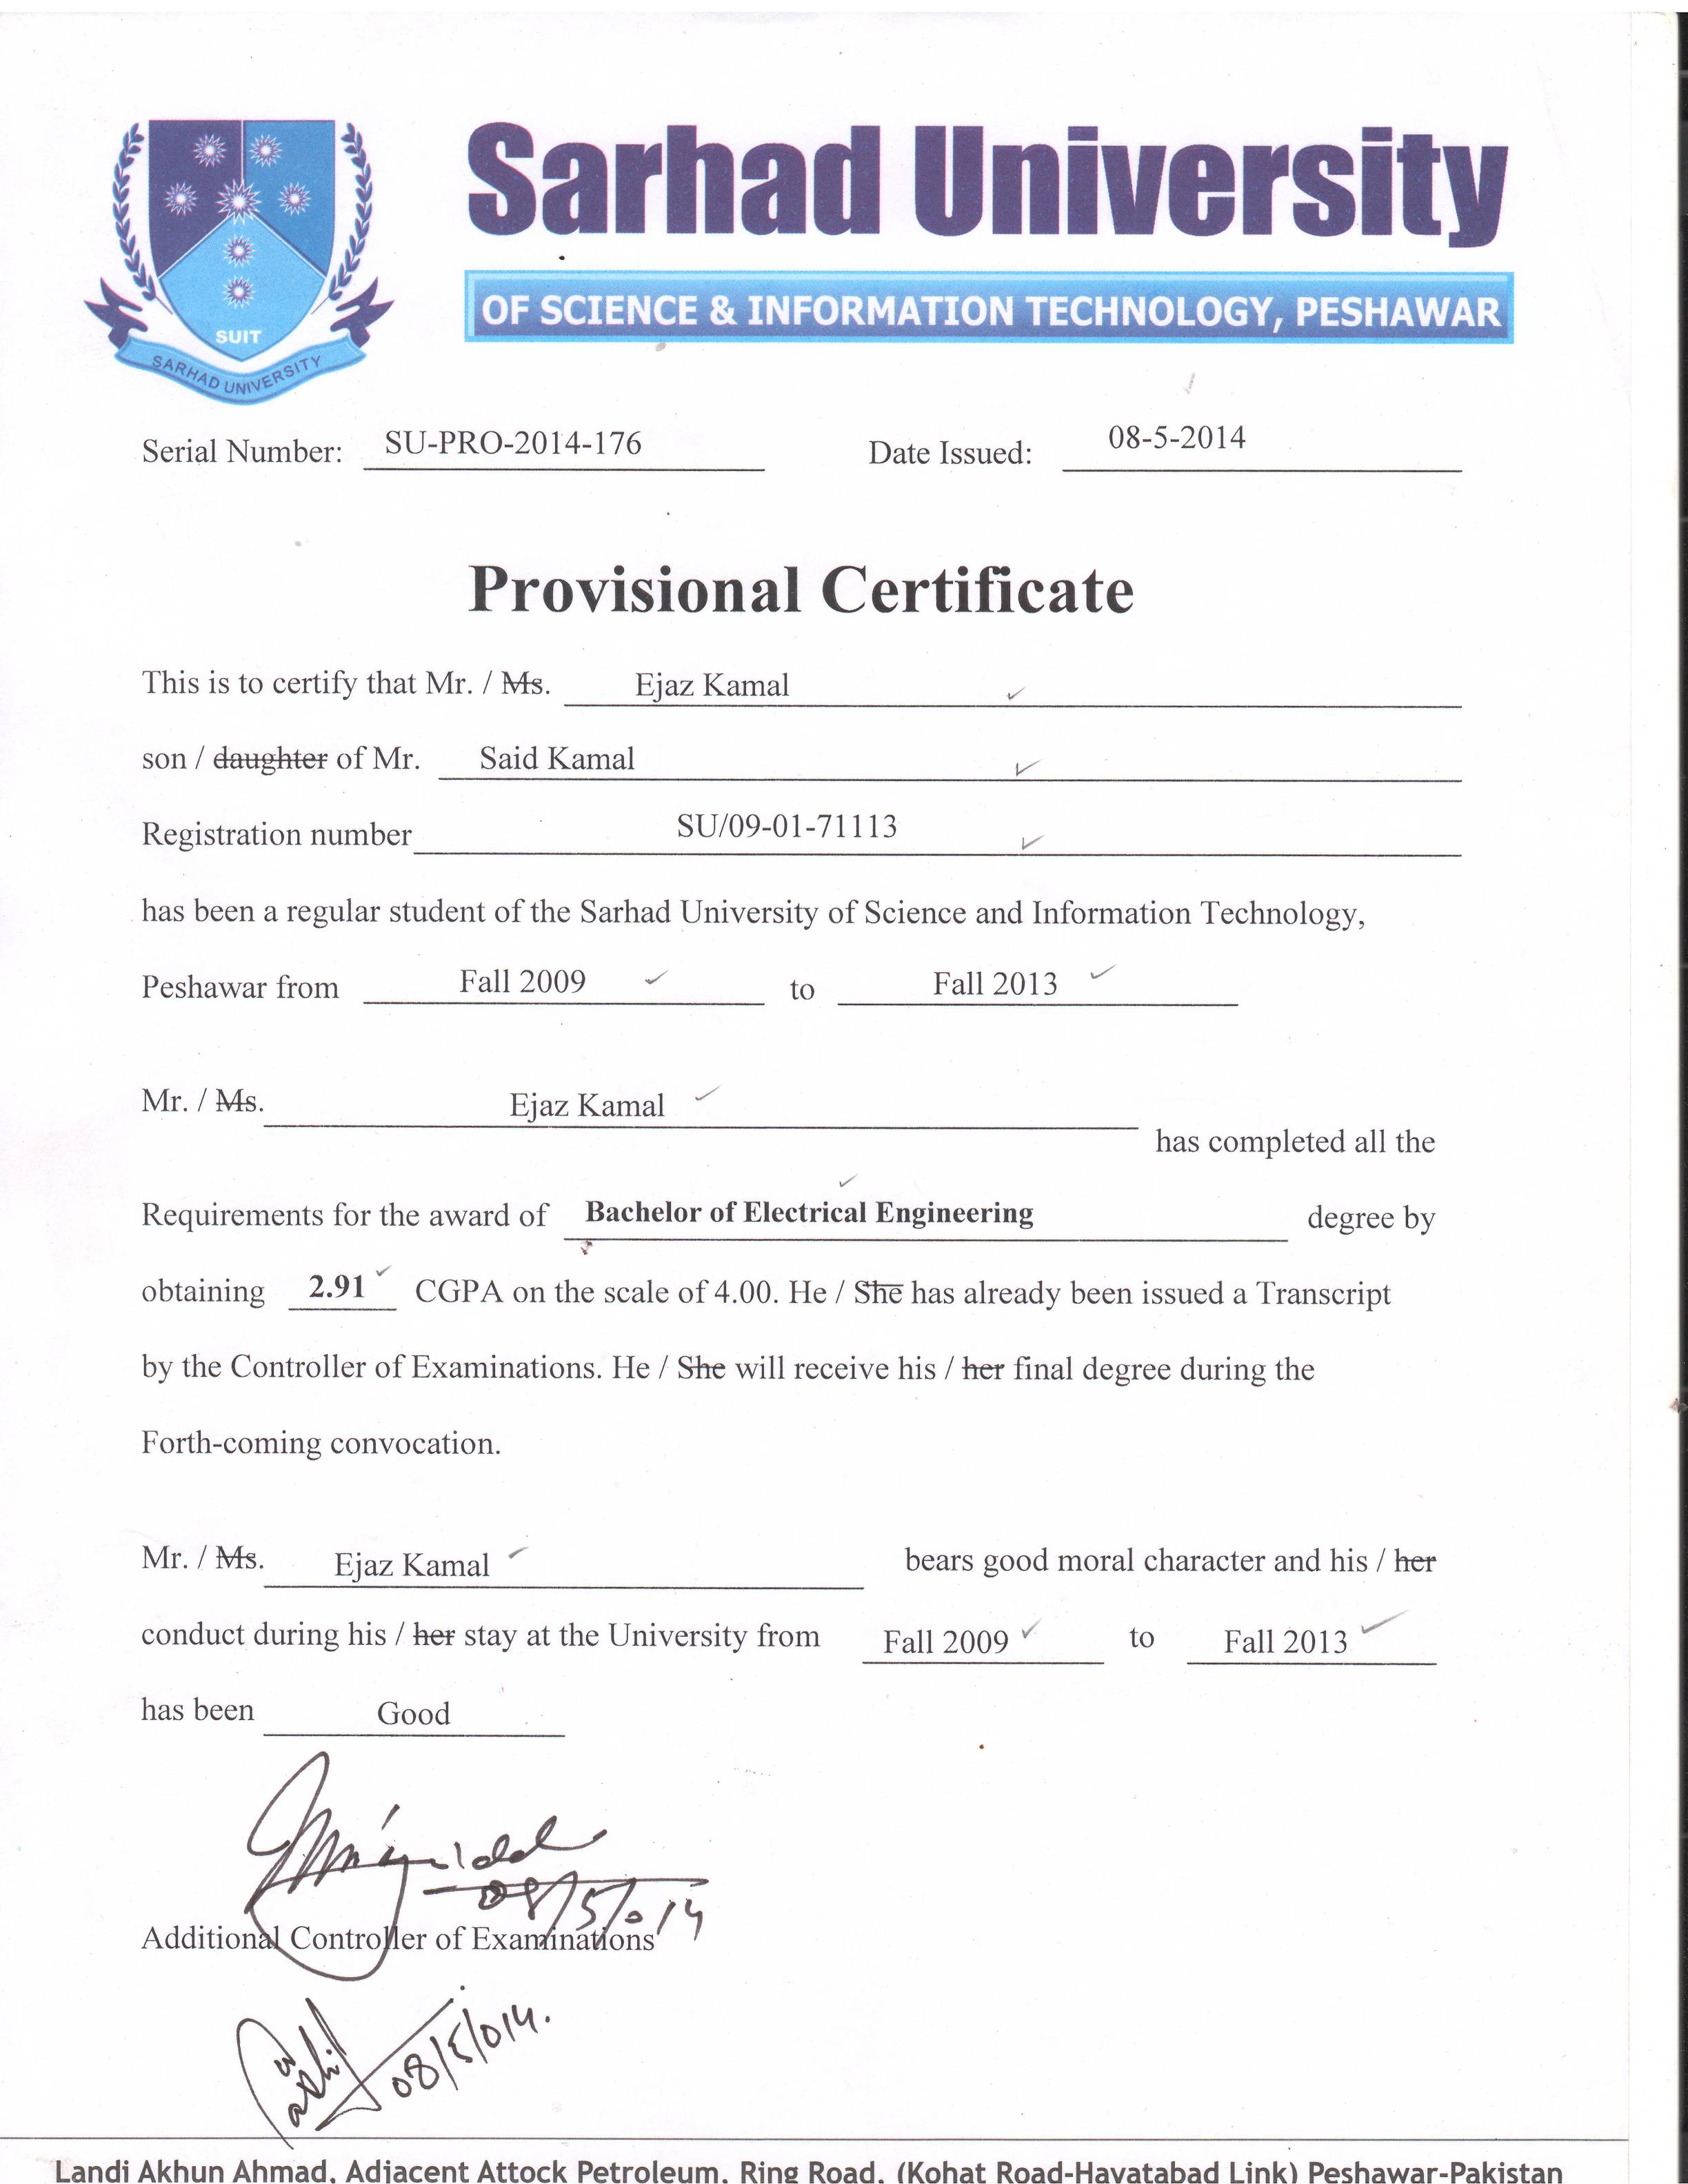 Sarhad University
OF SCIENCE & INFORMATION TECHNOLOGY, PESHAWAR
SUIT
SARHAD UNIVERSITY
Serial Number: SU-PRO-2014-176 Date Issued: 08-5-2014
Provisional Certificate
This is to certify that Mr. / Ms. Ejaz Kamal
son / daughter of Mr. Said Kamal
Registration number SU/09-01-71113
has been a regular student of the Sarhad University of Science and Information Technology,
Peshawar from Fall 2009 to Fall 2013
Mr. / Ms. Ejaz Kamal has completed all the
Requirements for the award of Bachelor of Electrical Engineering degree by
obtaining 2.91 CGPA on the scale of 4.00. He / She has already been issued a Transcript
by the Controller of Examinations. He / She will receive his / her final degree during the
Forth-coming convocation.
Mr. / Ms. Ejaz Kamal bears good moral character and his / her
conduct during his / her stay at the University from Fall 2009 to Fall 2013
has been Good
08/5/014
Additional Controller of Examinations
08/5/014.
Landi Akhun Ahmad, Adjacent Attock Petroleum, Ring Road, (Kohat Road-Hayatabad Link) Peshawar-Pakistan